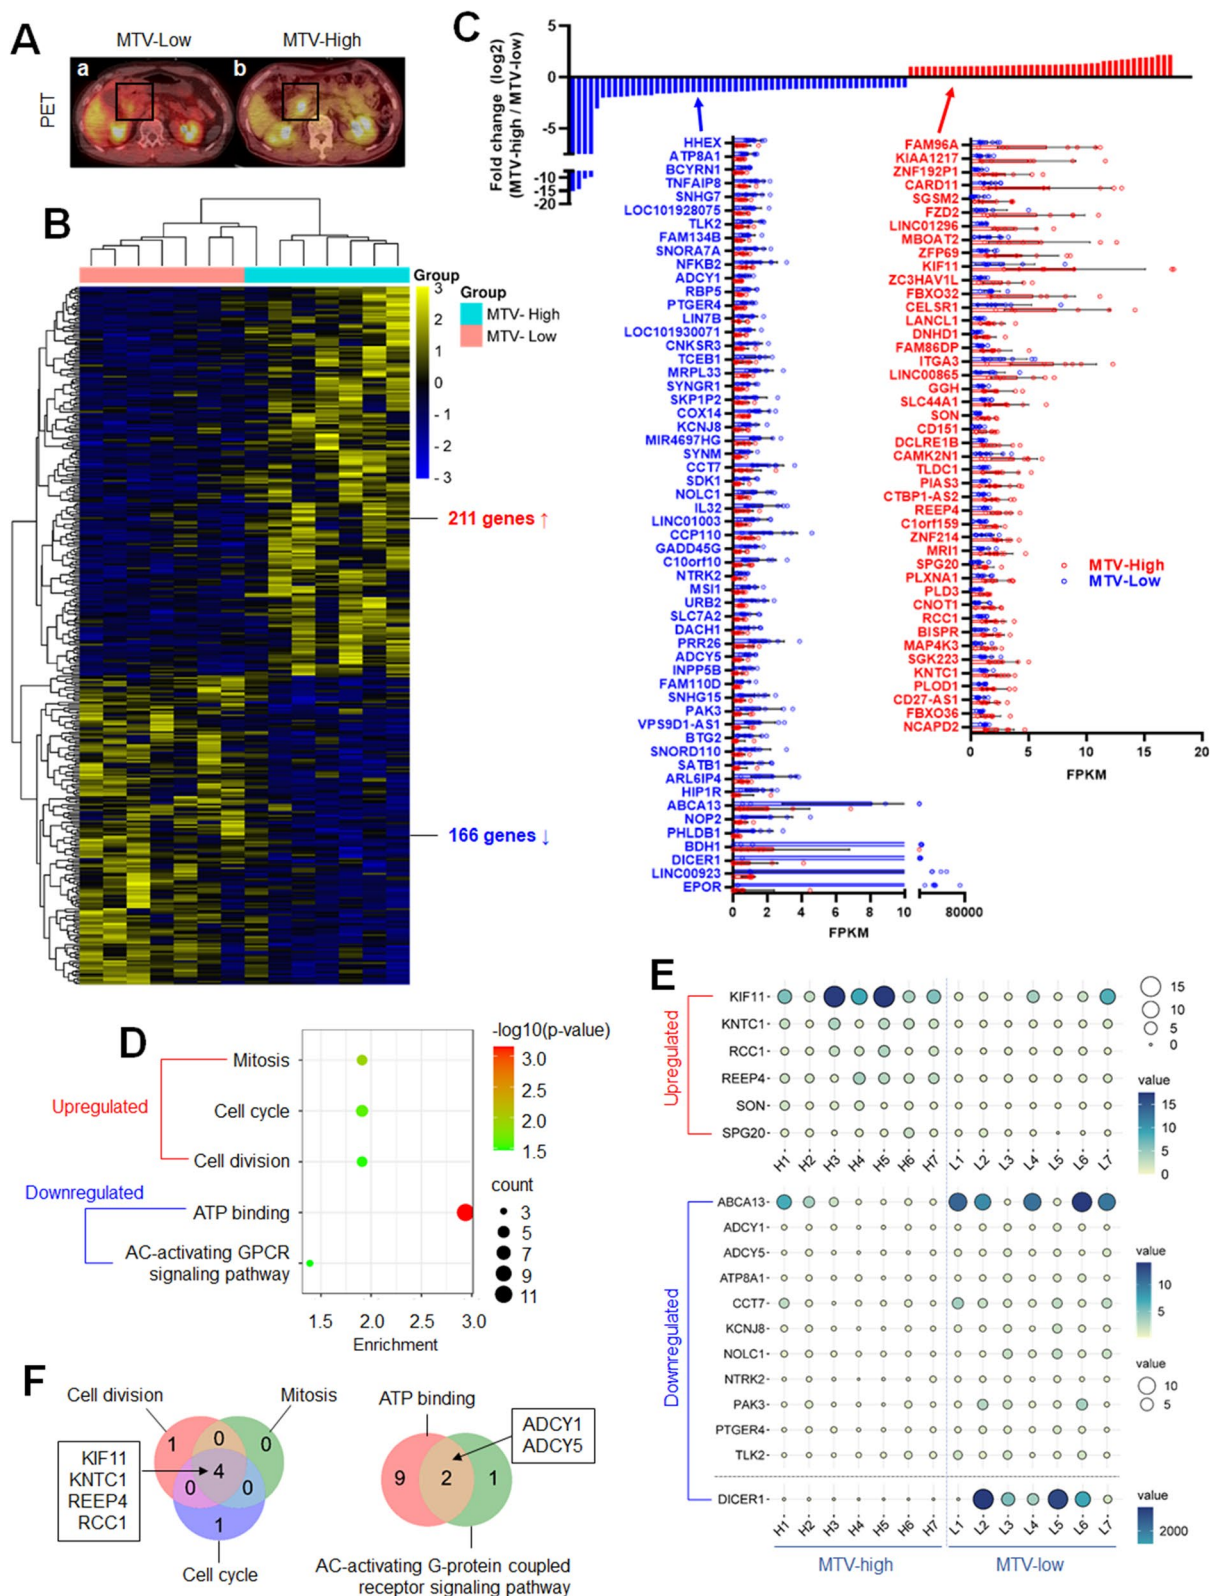 A
MTV-Low
MTV-High
PET
a
b
B
Group
3
2
1
0
- 1
- 2
- 3
Group
MTV- High
MTV- Low
211 genes ↑
166 genes ↓
C
Fold change (log2)
(MTV-high / MTV-low)
5
0
-5
-10
-15
-20
HHEX
ATP8A1
BCYRN1
TNFAIP8
SNHG7
LOC101928075
TLK2
FAM134B
SNORA7A
NFKB2
ADCY1
RBP5
PTGER4
LIN7B
LOC101930071
CNKSR3
TCEB1
MRPL33
SYNGR1
SKP1P2
COX14
KCNJ8
MIR4697HG
SYNM
CCT7
SDK1
NOLC1
IL32
LINC01003
CCP110
GADD45G
C10orf10
NTRK2
MSI1
URB2
SLC7A2
DACH1
PRR26
ADCY5
INPP5B
FAM110D
SNHG15
PAK3
VPS9D1-AS1
BTG2
SNORD110
SATB1
ARL6IP4
HIP1R
ABCA13
NOP2
PHLDB1
BDH1
DICER1
LINC00923
EPOR
0 2 4 6 8 10 80000
FPKM
FAM96A
KIAA1217
ZNF192P1
CARD11
SGSM2
FZD2
LINC01296
MBOAT2
ZFP69
KIF11
ZC3HAV1L
FBXO32
CELSR1
LANCL1
DNHD1
FAM86DP
ITGA3
LINC00865
GGH
SLC44A1
SON
CD151
DCLRE1B
CAMK2N1
TLDC1
PIAS3
CTBP1-AS2
REEP4
C1orf159
ZNF214
MRI1
SPG20
PLXNA1
PLD3
CNOT1
RCC1
BISPR
MAP4K3
SGK223
KNTC1
PLOD1
CD27-AS1
FBXO36
NCAPD2
0 5 10 15 20
FPKM
MTV-High
MTV-Low
D
Upregulated
Mitosis
Cell cycle
Cell division
Downregulated
ATP binding
AC-activating GPCR
signaling pathway
1.5 2.0 2.5 3.0
Enrichment
-log10(p-value)
3.0
2.5
2.0
1.5
count
3
5
7
9
11
E
Upregulated
KIF11
KNTC1
RCC1
REEP4
SON
SPG20
H1 H2 H3 H4 H5 H6 H7 L1 L2 L3 L4 L5 L6 L7
15
10
5
0
value
15
10
5
0
Downregulated
ABCA13
ADCY1
ADCY5
ATP8A1
CCT7
KCNJ8
NOLC1
NTRK2
PAK3
PTGER4
TLK2
DICER1
H1 H2 H3 H4 H5 H6 H7 L1 L2 L3 L4 L5 L6 L7
MTV-high
MTV-low
value
10
5
value
10
5
value
2000
F
Cell division
Mitosis
1
0
0
4
0
0
1
KIF11
KNTC1
REEP4
RCC1
Cell cycle
ATP binding
ADCY1
ADCY5
9
2
1
AC-activating G-protein coupled
receptor signaling pathway